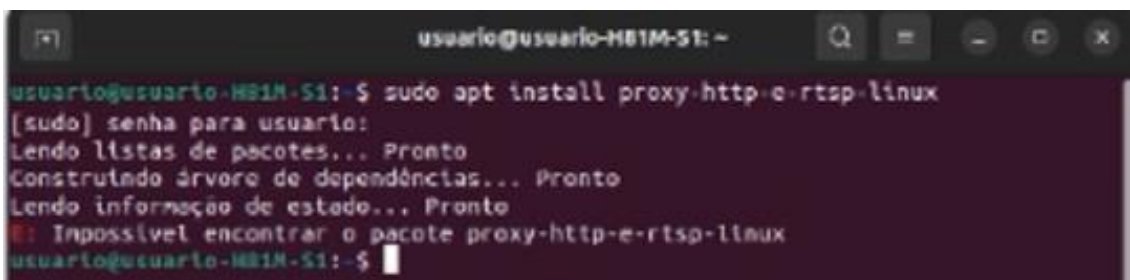 usuario@usuario-H81M-S1: ~
usuario@usuario-H81M-S1:~$ sudo apt install proxy-http-e-rtsp-linux
[sudo] senha para usuario:
Lendo listas de pacotes... Pronto
Construindo árvore de dependências... Pronto
Lendo informação de estado... Pronto
E: Impossível encontrar o pacote proxy-http-e-rtsp-linux
usuario@usuario-H81M-S1:~$